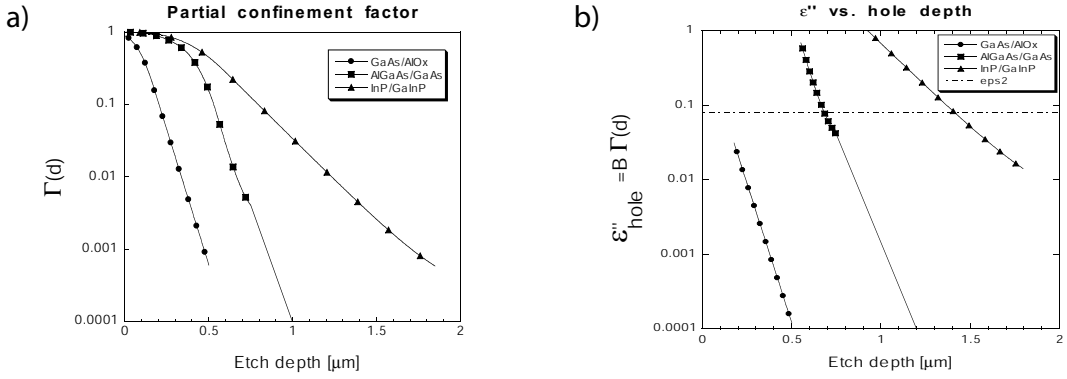 a)
Partial confinement factor
1
0.1
0.01
0.001
0.0001
Γ(d)
GaAs/AlOx
AlGaAs/GaAs
InP/GaInP
0
0.5
1
1.5
2
Etch depth [μm]
b)
ε" vs. hole depth
1
0.1
0.01
0.001
0.0001
ε"hole =B Γ(d)
GaAs/AlOx
AlGaAs/GaAs
InP/GaInP
eps2
0
0.5
1
1.5
2
Etch depth [μm]